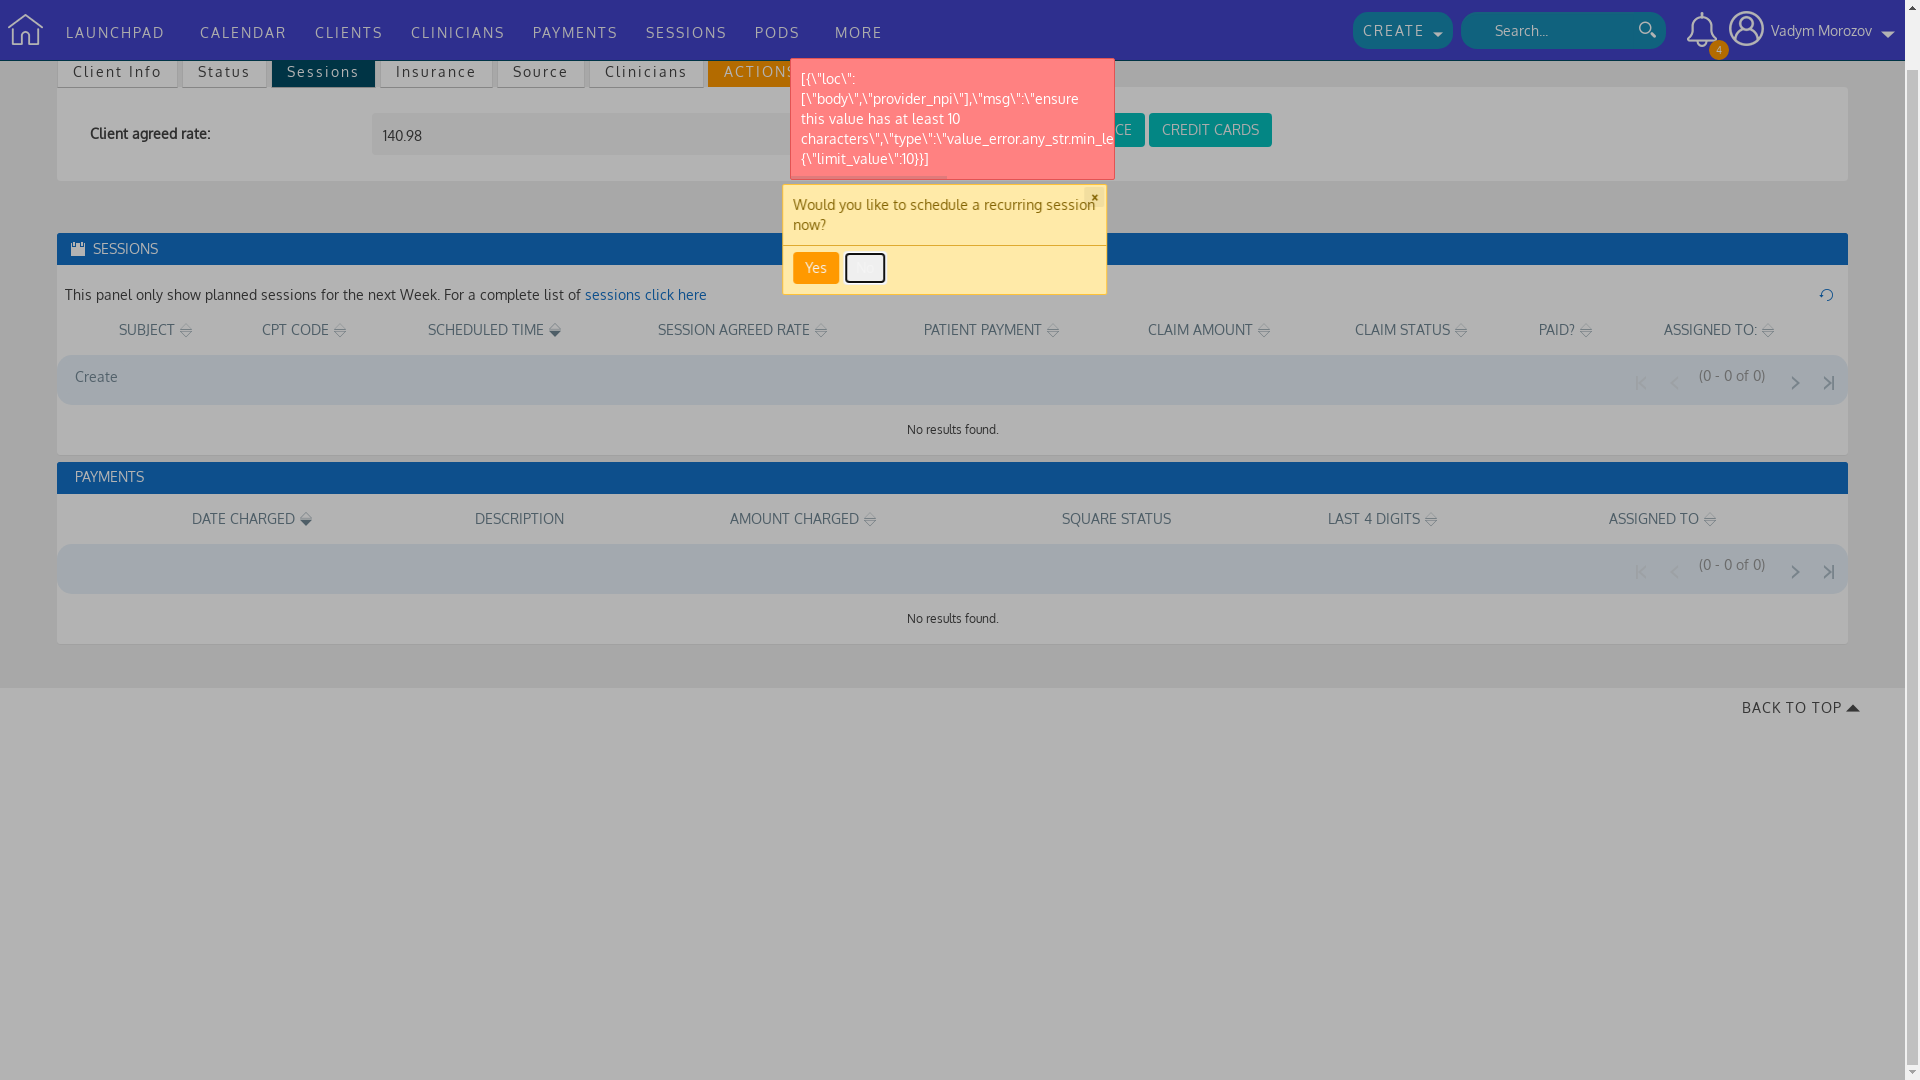 LAUNCHPAD CALENDAR CLIENTS CLINICIANS PAYMENTS SESSIONS PODS MORE CREATE Search... 4 Vadym Morozov
Client Info Status Sessions Insurance Source Clinicians ACTIONS
[{\"loc\":
[\"body\",\"provider_npi\"],\"msg\":\"ensure
this value has at least 10
characters\",\"type\":\"value_error.any_str.min_le
{\"limit_value\":10}}]
Client agreed rate: 140.98 CE CREDIT CARDS
Would you like to schedule a recurring session
now?
x
Yes
SESSIONS
This panel only show planned sessions for the next Week. For a complete list of sessions click here
SUBJECT CPT CODE SCHEDULED TIME SESSION AGREED RATE PATIENT PAYMENT CLAIM AMOUNT CLAIM STATUS PAID? ASSIGNED TO:
Create (0 - 0 of 0)
No results found.
PAYMENTS
DATE CHARGED DESCRIPTION AMOUNT CHARGED SQUARE STATUS LAST 4 DIGITS ASSIGNED TO
(0 - 0 of 0)
No results found.
BACK TO TOP